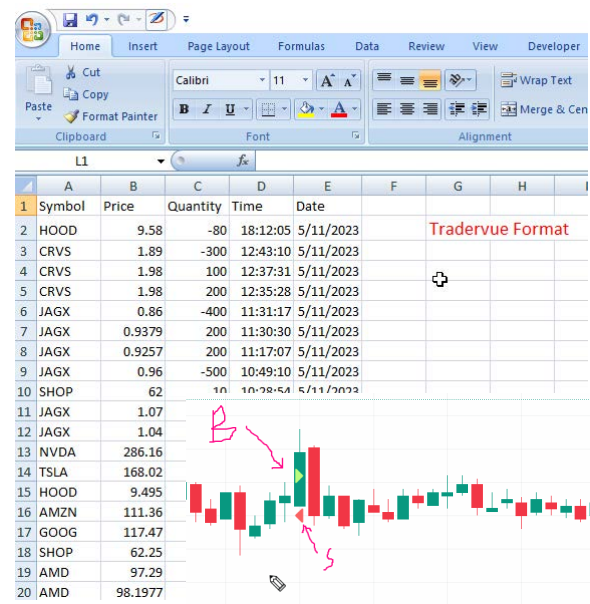 Home Insert Page Layout Formulas Data Review View Developer
Cut
Copy
Format Painter
Paste
Calibri 11 A A
B I U A
Wrap Text
Merge & Cen
Clipboard Font Alignment
L1 fx
A B C D E F G H
1 Symbol Price Quantity Time Date
2 HOOD 9.58 -80 18:12:05 5/11/2023 Tradervue Format
3 CRVS 1.89 -300 12:43:10 5/11/2023
4 CRVS 1.98 100 12:37:31 5/11/2023
5 CRVS 1.98 200 12:35:28 5/11/2023
6 JAGX 0.86 -400 11:31:17 5/11/2023
7 JAGX 0.9379 200 11:30:30 5/11/2023
8 JAGX 0.9257 200 11:17:07 5/11/2023
9 JAGX 0.96 -500 10:49:10 5/11/2023
10 SHOP 62 10 10:28:54 5/11/2023
11 JAGX 1.07
12 JAGX 1.04
13 NVDA 286.16
14 TSLA 168.02
15 HOOD 9.495
16 AMZN 111.36
17 GOOG 117.47
18 SHOP 62.25
19 AMD 97.29
20 AMD 98.1977
B
S